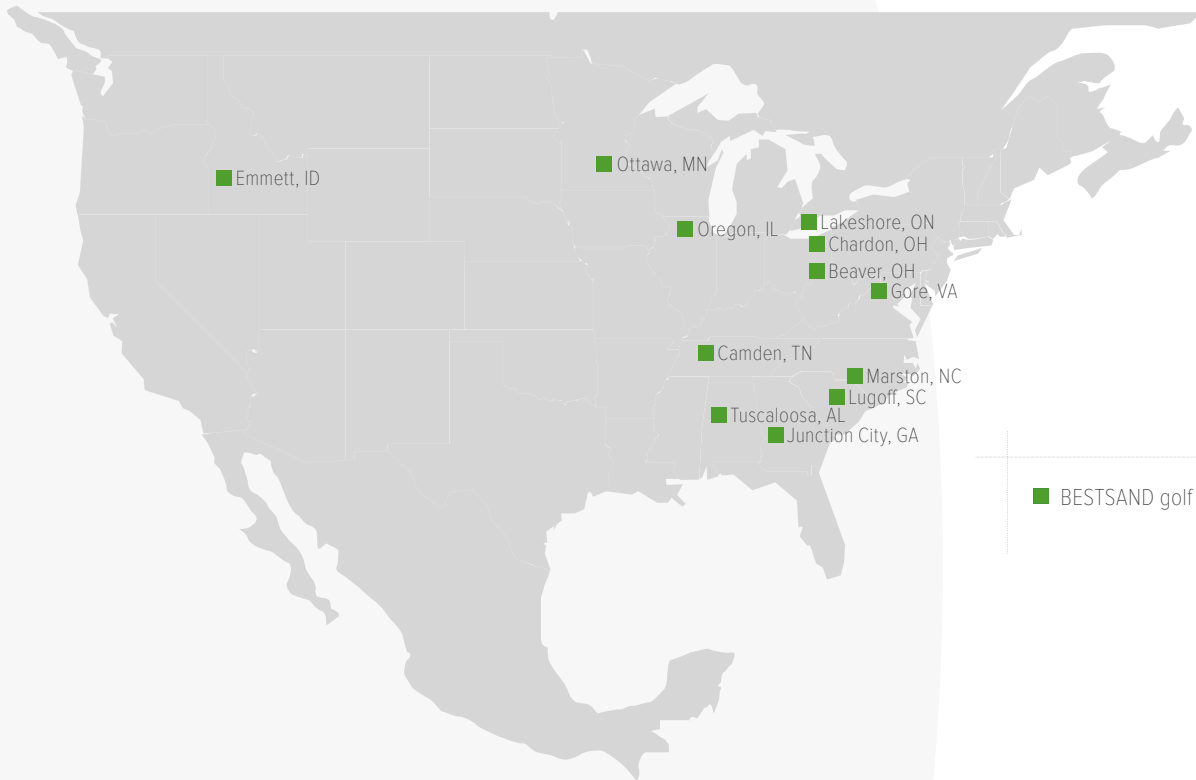 Ottawa, MN
Emmett, ID
Lakeshore, ON
Oregon, IL
Chardon, OH
Beaver, OH
Gore, VA
Camden, TN
Marston, NC
Lugoff, SC
Tuscaloosa, AL
Junction City, GA
BESTSAND golf